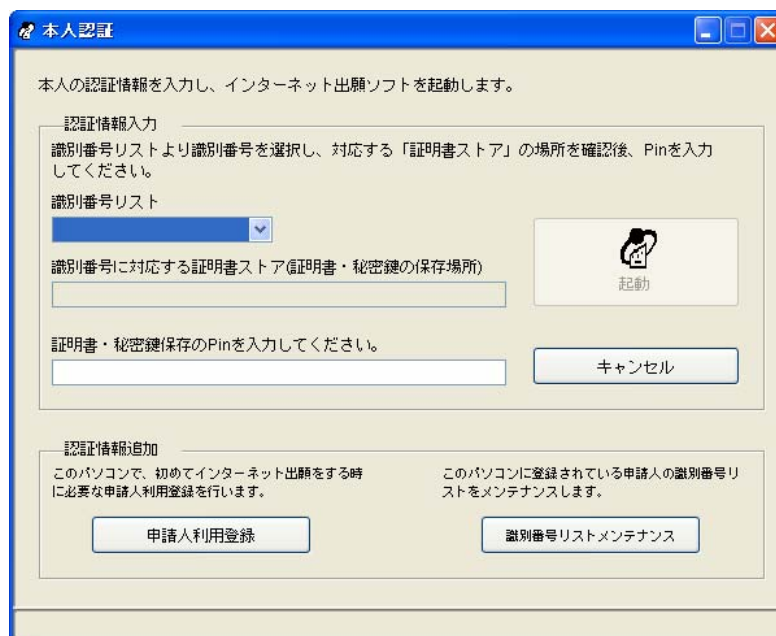 本人認証
本人の認証情報を入力し、インターネット出願ソフトを起動します。
認証情報入力
識別番号リストより識別番号を選択し、対応する「証明書ストア」の場所を確認後、Pinを入力
してください。
識別番号リスト
識別番号に対応する証明書ストア(証明書・秘密鍵の保存場所)
起動
証明書・秘密鍵保存のPinを入力してください。
キャンセル
認証情報追加
このパソコンで、初めてインターネット出願をする時
に必要な申請人利用登録を行います。
申請人利用登録
このパソコンに登録されている申請人の識別番号リ
ストをメンテナンスします。
識別番号リストメンテナンス